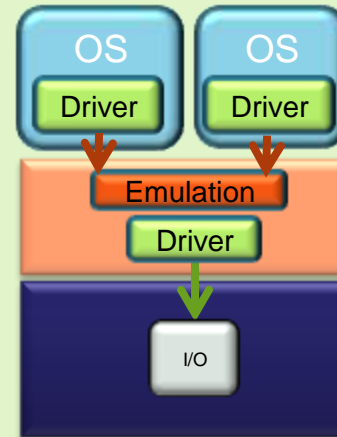 OS OS
Driver Driver
Emulation
Driver
I/O